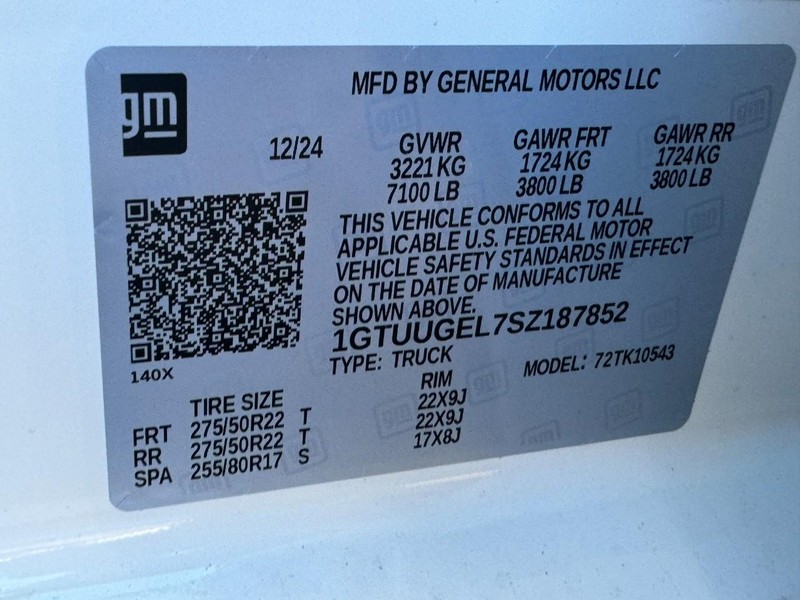 gm
MFD BY GENERAL MOTORS LLC
12/24
GVWR GAWR FRT GAWR RR
3221 KG 1724 KG 1724 KG
7100 LB 3800 LB 3800 LB
THIS VEHICLE CONFORMS TO ALL
APPLICABLE U.S. FEDERAL MOTOR
VEHICLE SAFETY STANDARDS IN EFFECT
ON THE DATE OF MANUFACTURE
SHOWN ABOVE.
1GTUUGEL7SZ187852
TYPE: TRUCK MODEL: 72TK10543
140X
TIRE SIZE RIM
FRT 275/50R22 T 22X9J
RR 275/50R22 T 22X9J
SPA 255/80R17 S 17X8J